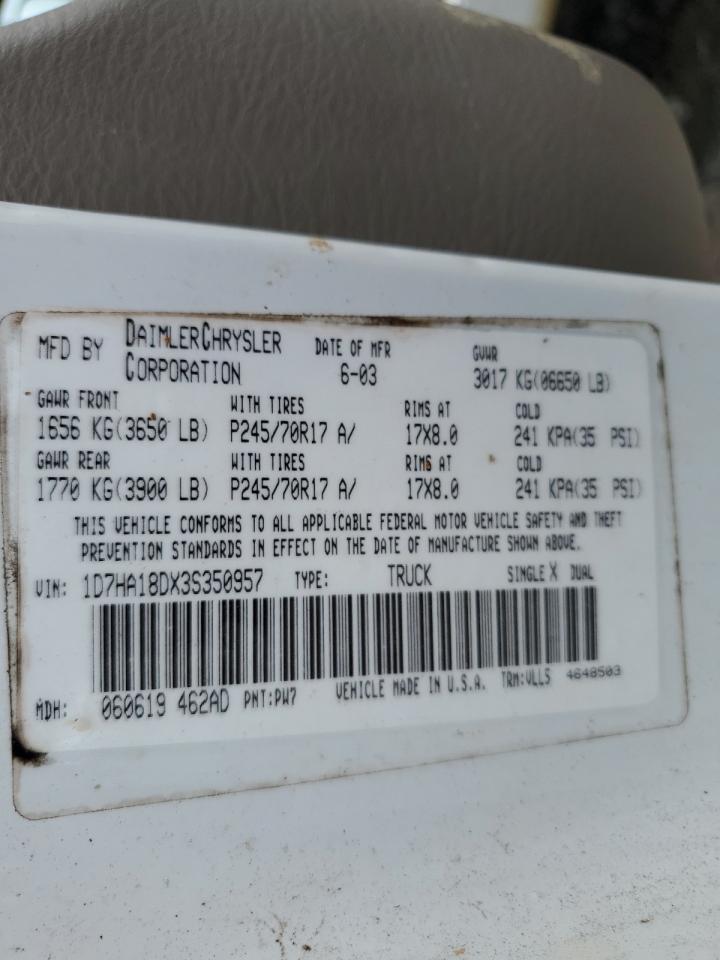 MFD BY DAIMLERCHRYSLER CORPORATION DATE OF MFR 6-03 GVWR 3017 KG(06650 LB)
GAWR FRONT WITH TIRES RIMS AT COLD
1656 KG(3650 LB) P245/70R17 A/ 17X8.0 241 KPA(35 PSI)
GAWR REAR WITH TIRES RIMS AT COLD
1770 KG(3900 LB) P245/70R17 A/ 17X8.0 241 KPA(35 PSI)
THIS VEHICLE CONFORMS TO ALL APPLICABLE FEDERAL MOTOR VEHICLE SAFETY AND THEFT
PREVENTION STANDARDS IN EFFECT ON THE DATE OF MANUFACTURE SHOWN ABOVE.
VIN: 1D7HA18DX3S350957 TYPE: TRUCK SINGLE X DUAL
MDH: 060619 462AD PNT:PW7 VEHICLE MADE IN U.S.A. TRM:VLL5 4648503